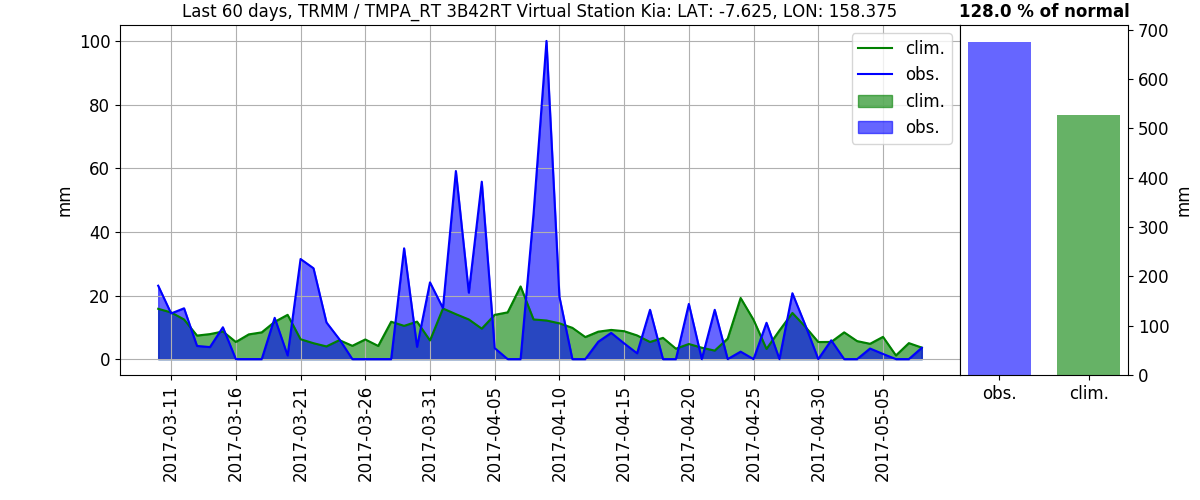 Last 60 days, TRMM / TMPA_RT 3B42RT Virtual Station Kia: LAT: -7.625, LON: 158.375
128.0 % of normal
mm
100
80
60
40
20
0
clim.
obs.
clim.
obs.
2017-03-11
2017-03-16
2017-03-21
2017-03-26
2017-03-31
2017-04-05
2017-04-10
2017-04-15
2017-04-20
2017-04-25
2017-04-30
2017-05-05
700
600
500
400
300
200
100
0
mm
obs.
clim.